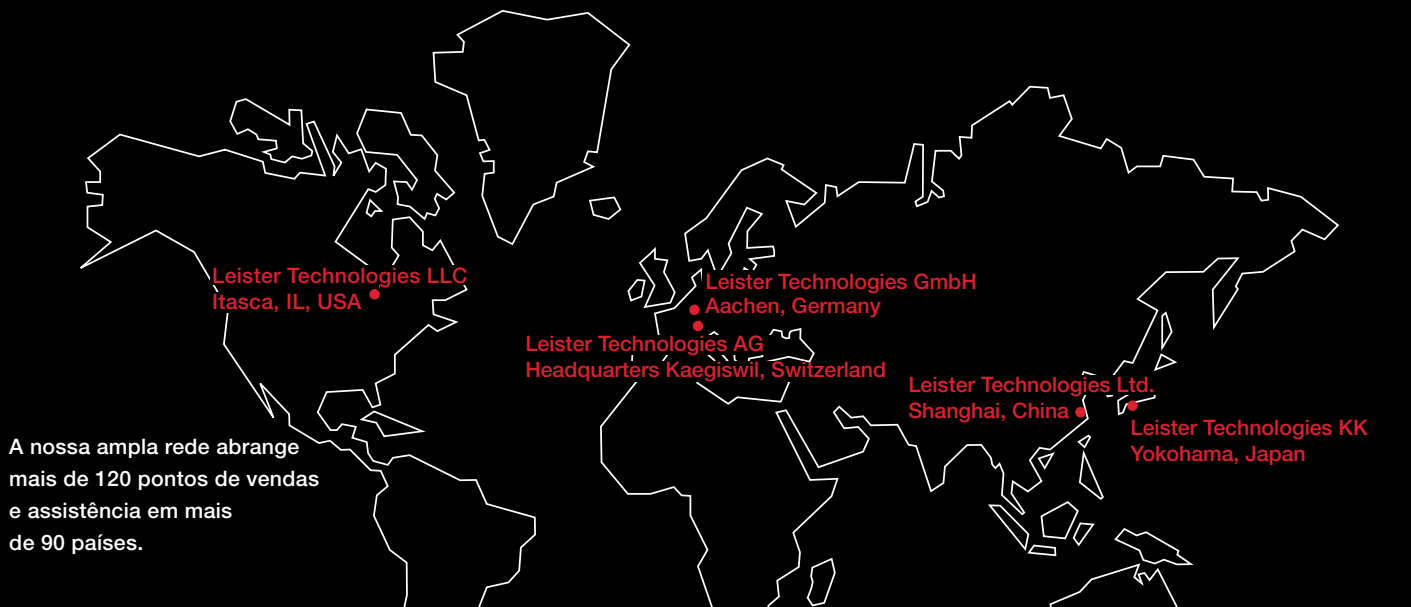 Leister Technologies LLC
Itasca, IL, USA
Leister Technologies GmbH
Aachen, Germany
Leister Technologies AG
Headquarters Kaegiswil, Switzerland
Leister Technologies Ltd.
Shanghai, China
Leister Technologies KK
Yokohama, Japan
A nossa ampla rede abrange
mais de 120 pontos de vendas
e assistência em mais
de 90 países.